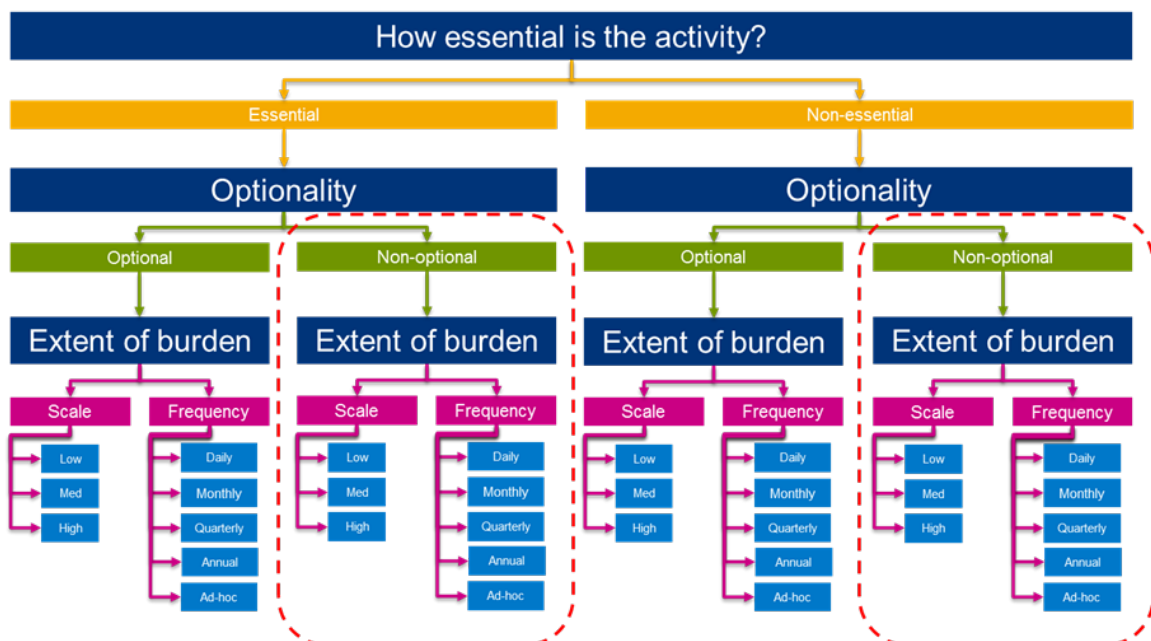 How essential is the activity?
Essential
Non-essential
Optionality
Optionality
Optional
Non-optional
Optional
Non-optional
Extent of burden
Extent of burden
Extent of burden
Extent of burden
Scale
Frequency
Scale
Frequency
Scale
Frequency
Scale
Frequency
Low
Med
High
Daily
Monthly
Quarterly
Annual
Ad-hoc
Low
Med
High
Daily
Monthly
Quarterly
Annual
Ad-hoc
Low
Med
High
Daily
Monthly
Quarterly
Annual
Ad-hoc
Low
Med
High
Daily
Monthly
Quarterly
Annual
Ad-hoc